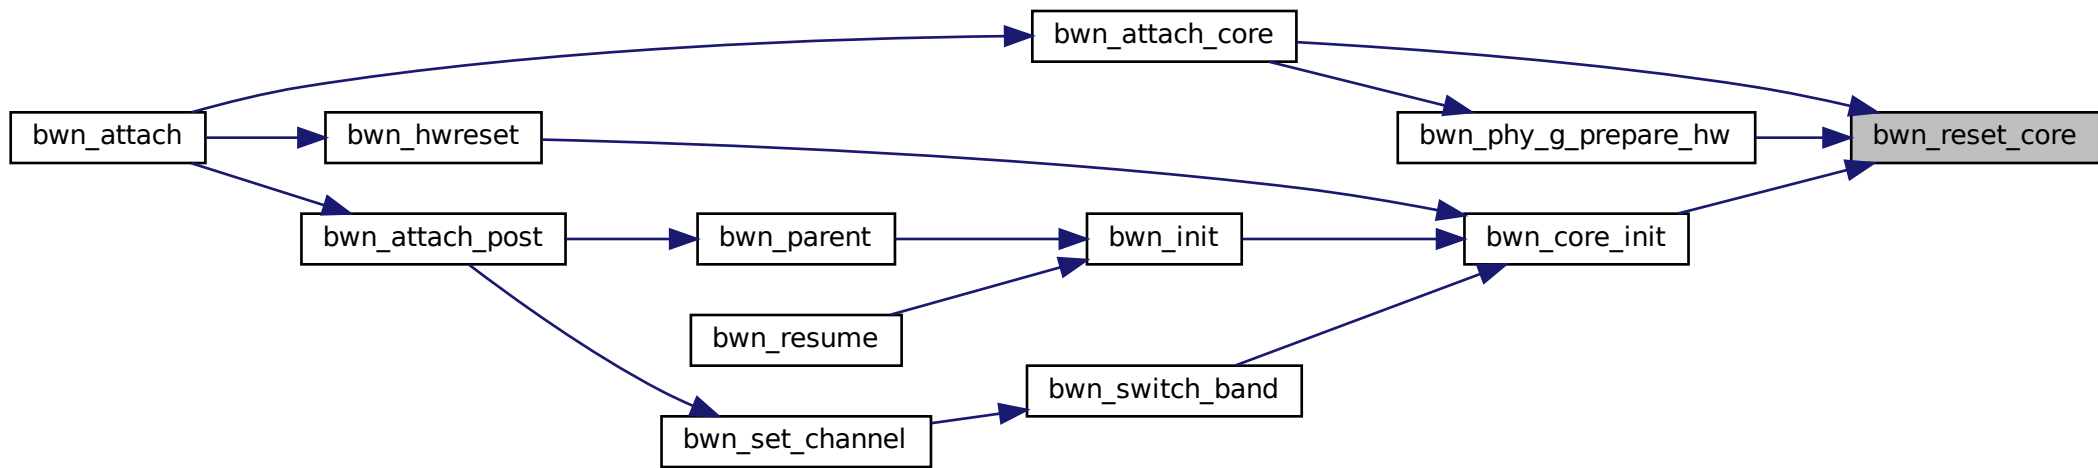 bwn_attach_core
bwn_attach
bwn_hwreset
bwn_phy_g_prepare_hw
bwn_reset_core
bwn_attach_post
bwn_parent
bwn_init
bwn_core_init
bwn_resume
bwn_switch_band
bwn_set_channel